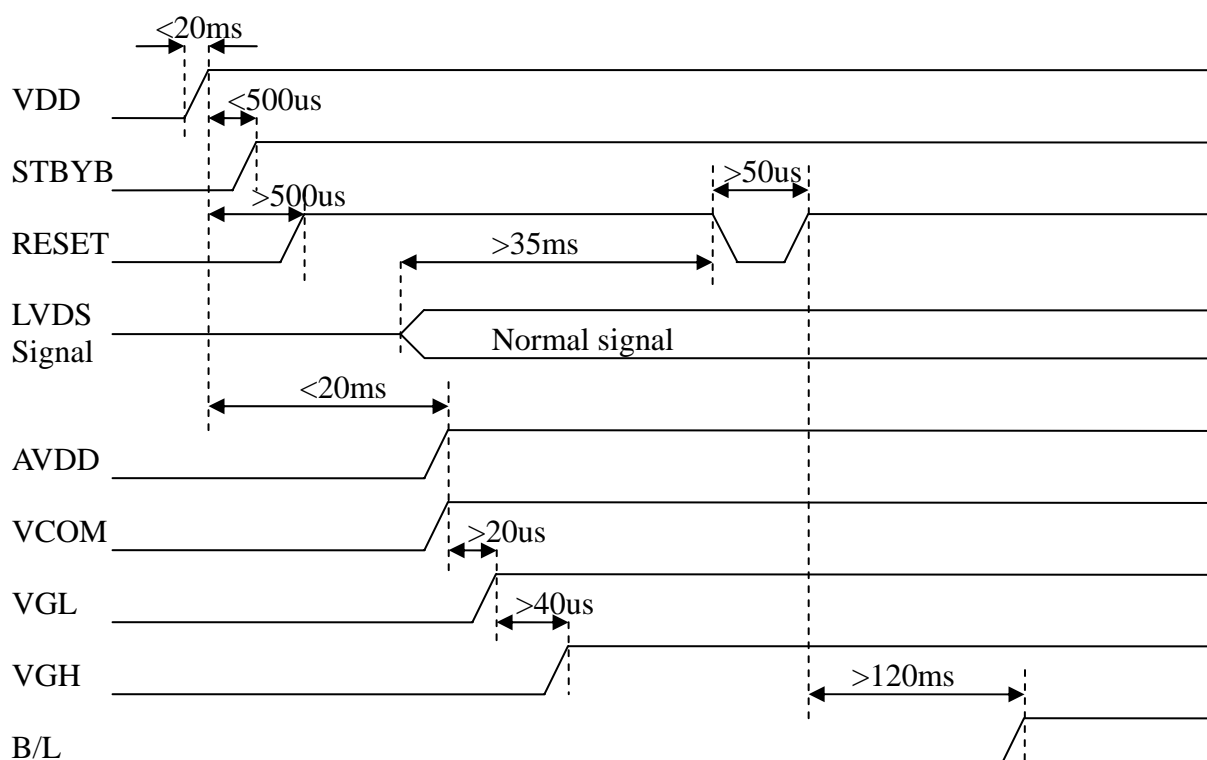 <20ms
VDD
<500us
STBYB
>500us
>50us
RESET
>35ms
LVDS
Signal
Normal signal
<20ms
AVDD
VCOM
>20us
VGL
>40us
VGH
>120ms
B/L